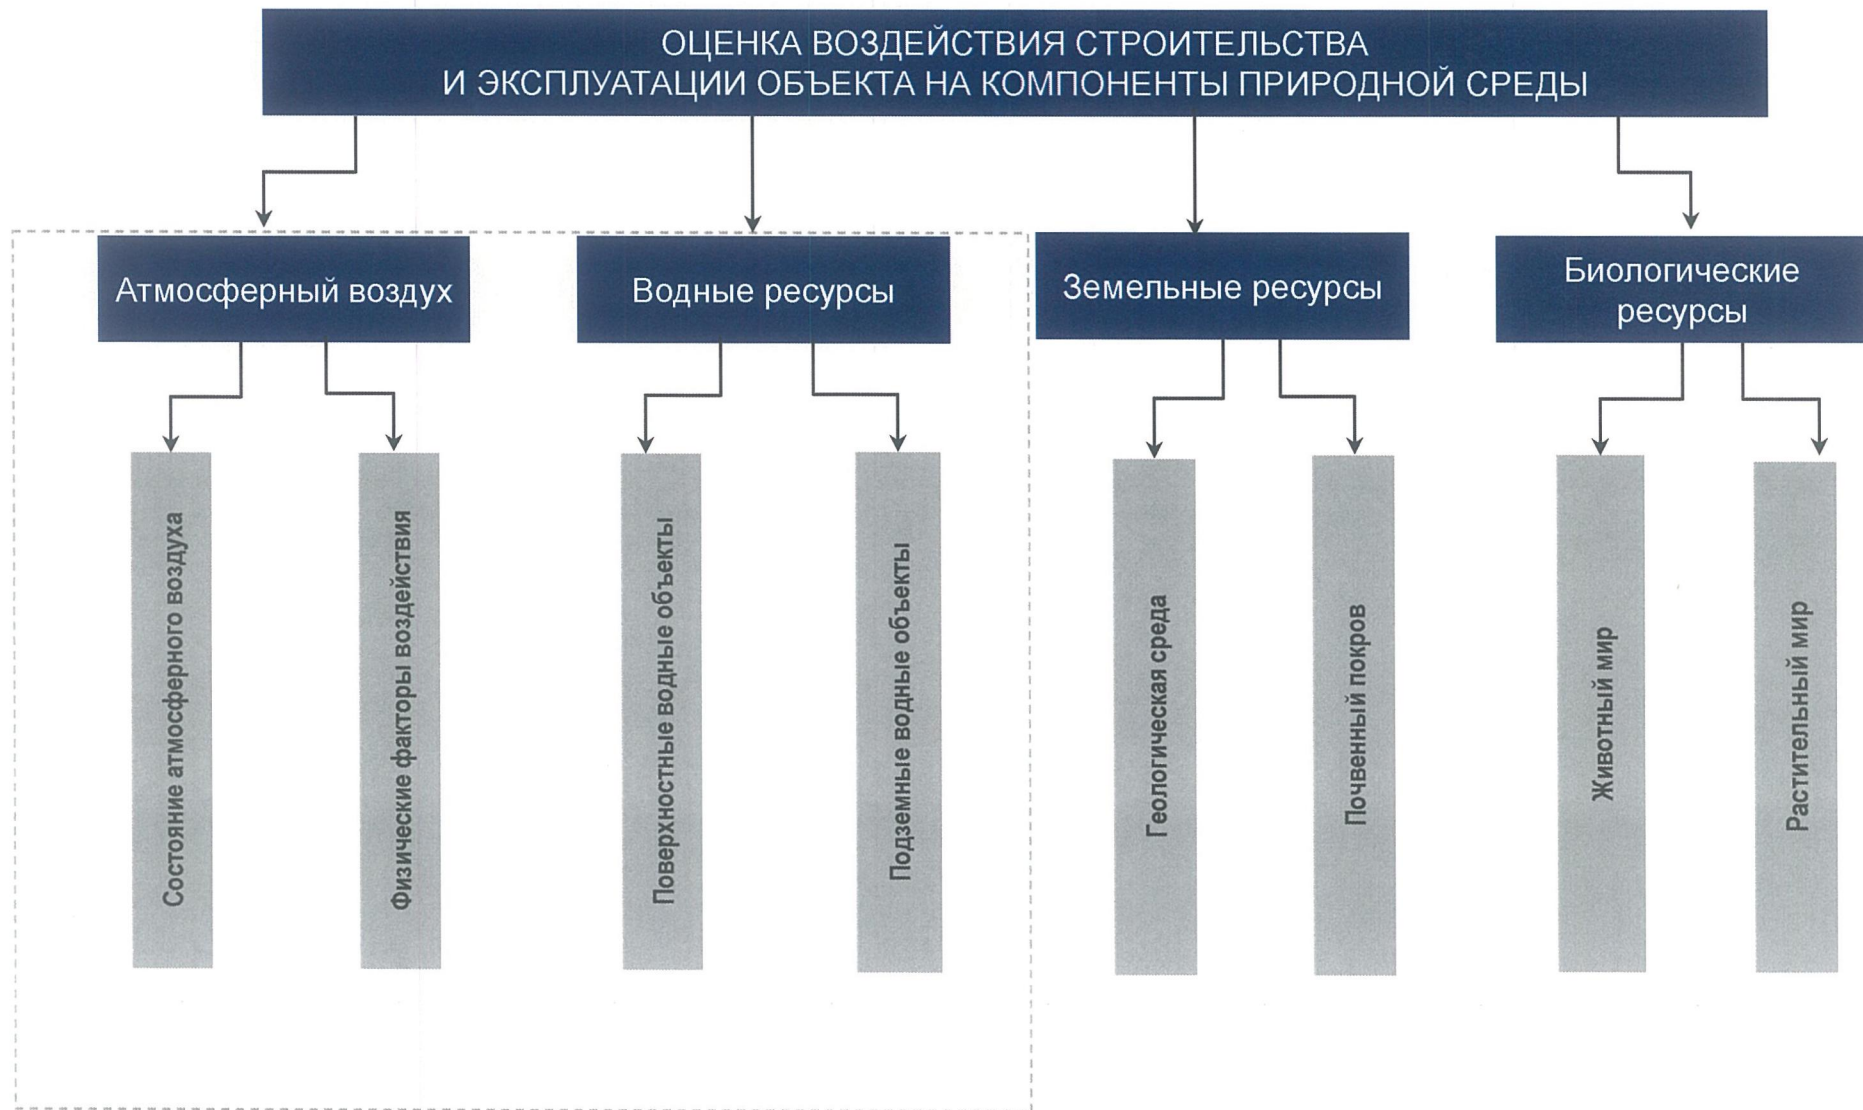 ОЦЕНКА ВОЗДЕЙСТВИЯ СТРОИТЕЛЬСТВА
И ЭКСПЛУАТАЦИИ ОБЪЕКТА НА КОМПОНЕНТЫ ПРИРОДНОЙ СРЕДЫ
Атмосферный воздух
Водные ресурсы
Земельные ресурсы
Биологические
ресурсы
Состояние атмосферного воздуха
Физические факторы воздействия
Поверхностные водные объекты
Подземные водные объекты
Геологическая среда
Почвенный покров
Животный мир
Растительный мир